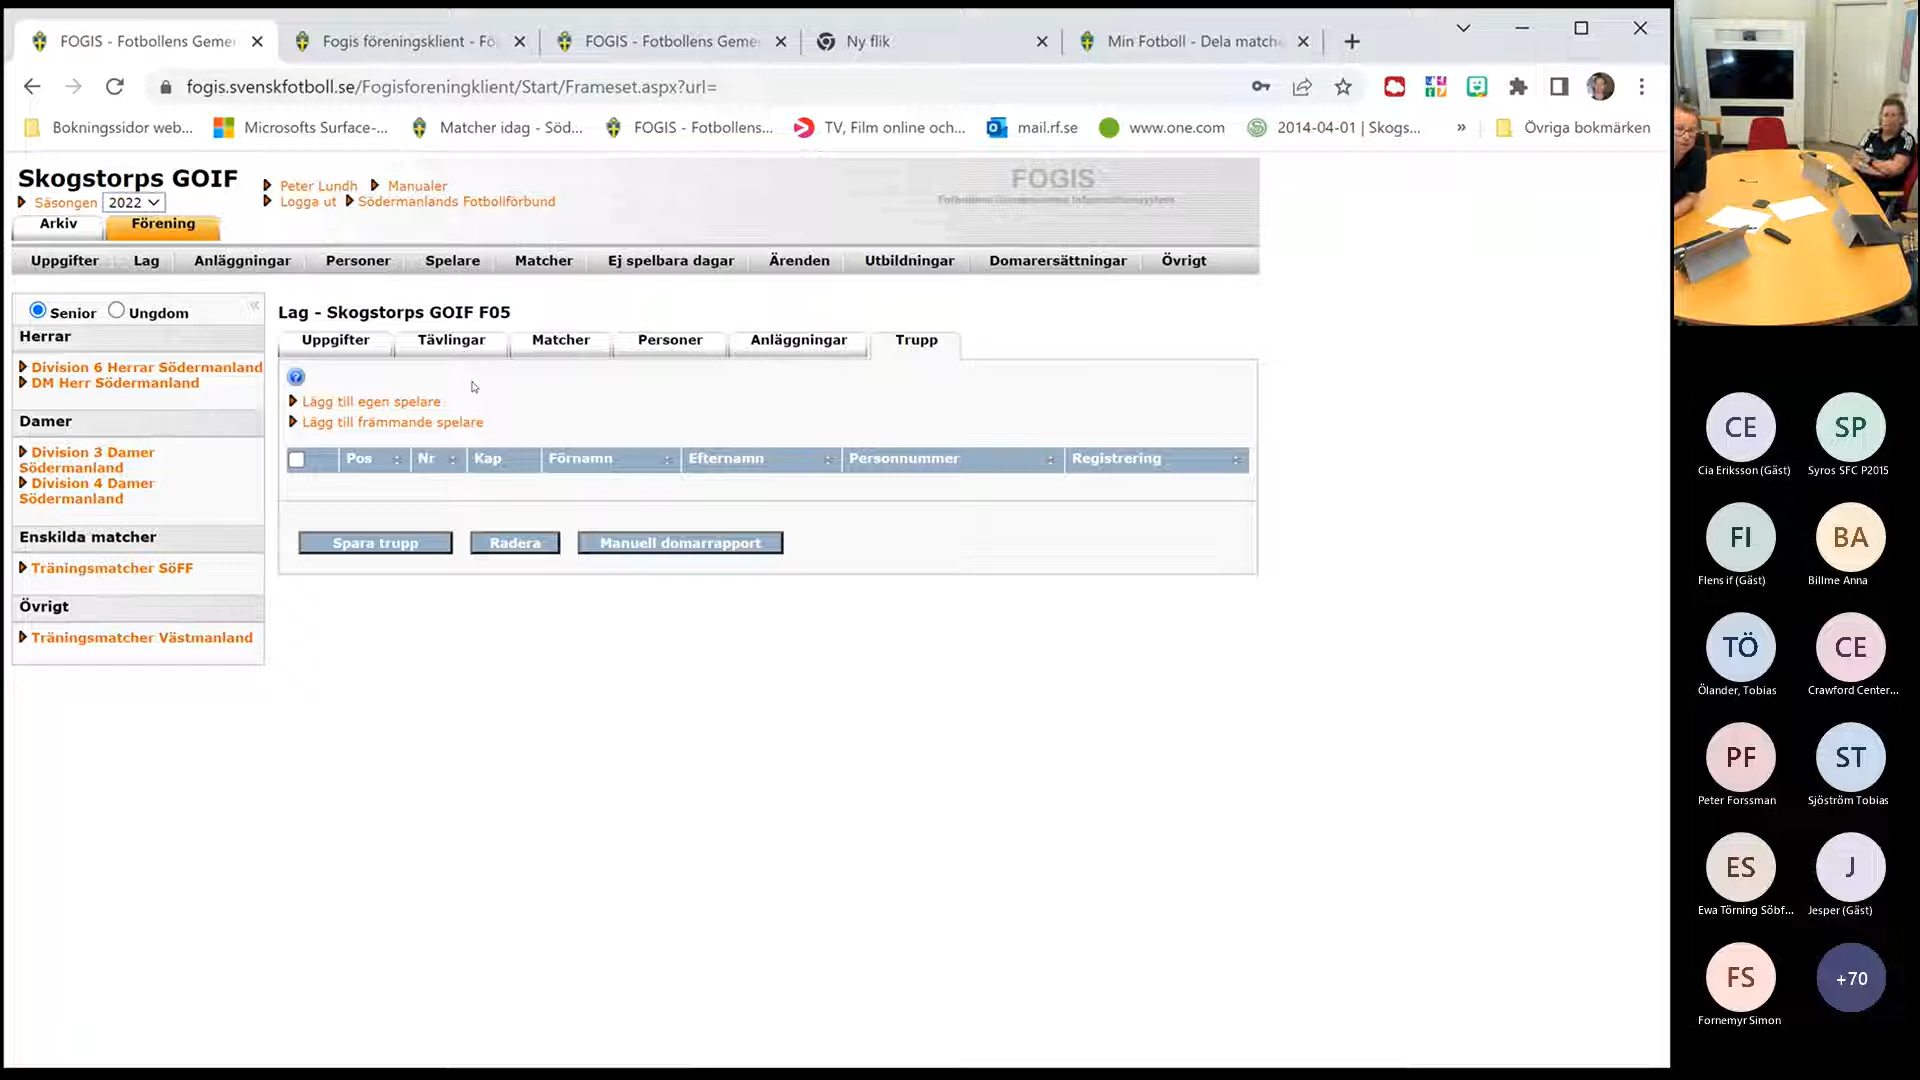 FOGIS - Fotbollens Gemen
Fogis föreningsklient - Fo
FOGIS - Fotbollens Gemen
Ny flik
Min Fotboll - Dela matche
fogis.svenskfotboll.se/Fogisforeningklient/Start/Frameset.aspx?url=
Bokningssidor web...
Microsofts Surface-...
Matcher idag - Söd...
FOGIS - Fotbollens...
TV, Film online och...
mail.rf.se
www.one.com
2014-04-01 | Skogs...
»
Övriga bokmärken
Skogstorps GOIF
Säsongen 2022
Peter Lundh Manualer
Logga ut Södermanlands Fotbollförbund
FOGIS
Arkiv Förening
Uppgifter Lag Anläggningar Personer Spelare Matcher Ej spelbara dagar Ärenden Utbildningar Domarersättningar Övrigt
Senior Ungdom
Herrar
Division 6 Herrar Södermanland
DM Herr Södermanland
Damer
Division 3 Damer
Södermanland
Division 4 Damer
Södermanland
Enskilda matcher
Träningsmatcher SöFF
Övrigt
Träningsmatcher Västmanland
Lag - Skogstorps GOIF F05
Uppgifter Tävlingar Matcher Personer Anläggningar Trupp
Lägg till egen spelare
Lägg till främmande spelare
Pos Nr Kap Förnamn Efternamn Personnummer Registrering
Spara trupp Radera Manuell domarrapport
CE SP
Cia Eriksson (Gäst) Syros SFC P2015
FI BA
Flens if (Gäst) Billme Anna
TÖ CE
Ölander, Tobias Crawford Center...
PF ST
Peter Forssman Sjöström Tobias
ES J
Ewa Törning Söbf... Jesper (Gäst)
FS +70
Fornemyr Simon